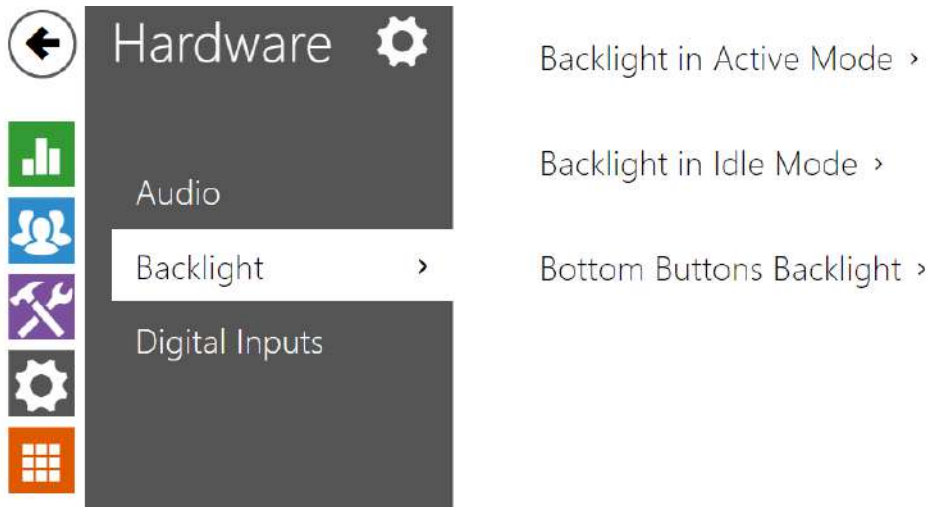 Hardware
Audio
Backlight
Digital Inputs
Backlight in Active Mode
Backlight in Idle Mode
Bottom Buttons Backlight